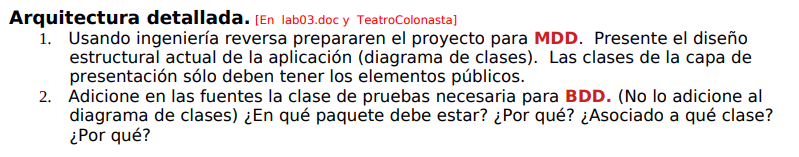 Arquitectura detallada. [En lab03.doc y TeatroColonasta]
1. Usando ingeniería reversa prepararen el proyecto para MDD. Presente el diseño
estructural actual de la aplicación (diagrama de clases). Las clases de la capa de
presentación sólo deben tener los elementos públicos.
2. Adicione en las fuentes la clase de pruebas necesaria para BDD. (No lo adicione al
diagrama de clases) ¿En qué paquete debe estar? ¿Por qué? ¿Asociado a qué clase?
¿Por qué?